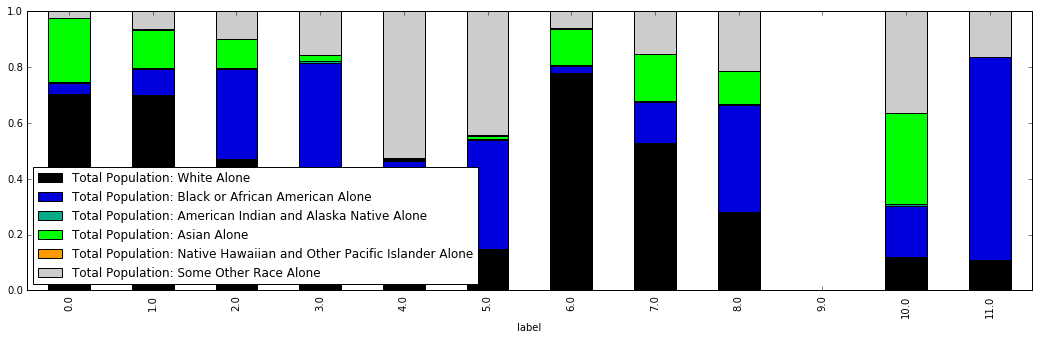 1.0
0.8
0.6
0.4
0.2
0.0
Total Population: White Alone
Total Population: Black or African American Alone
Total Population: American Indian and Alaska Native Alone
Total Population: Asian Alone
Total Population: Native Hawaiian and Other Pacific Islander Alone
Total Population: Some Other Race Alone
0.0 1.0 2.0 3.0 4.0 5.0 6.0 7.0 8.0 9.0 10.0 11.0
label